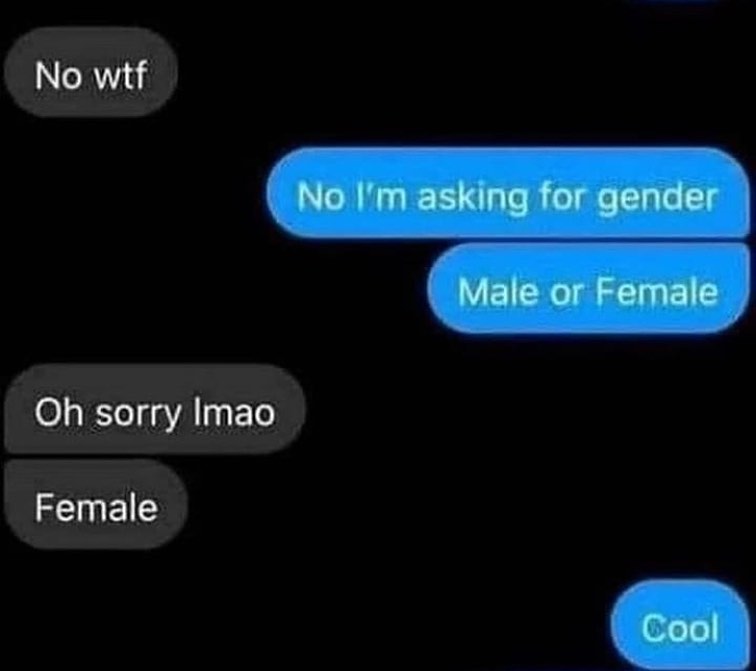 No wtf
No I'm asking for gender
Male or Female
Oh sorry lmao
Female
Cool